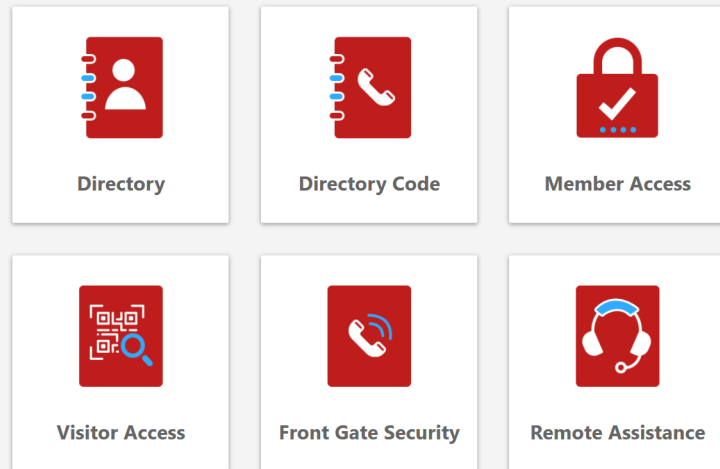 Directory
Directory Code
Member Access
Visitor Access
Front Gate Security
Remote Assistance